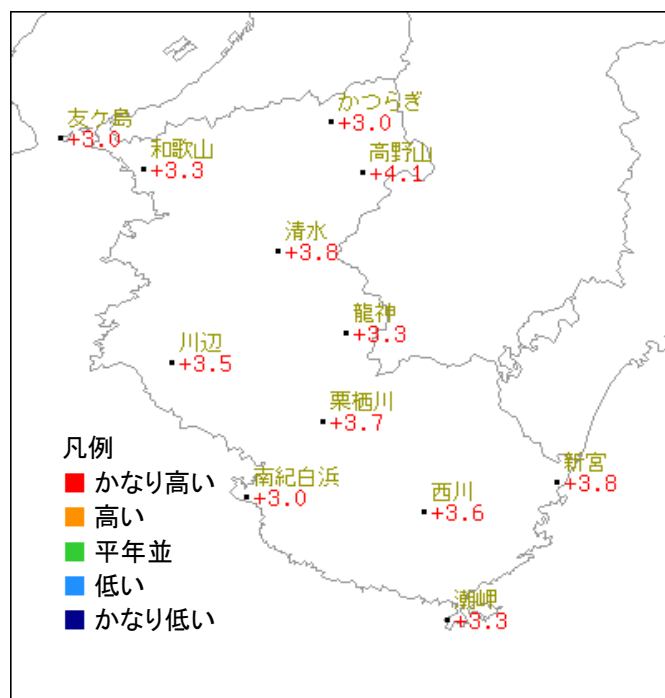 かつらぎ
+3.0
友ケ島
+3.0
和歌山
+3.3
高野山
+4.1
清水
+3.8
龍神
+3.3
川辺
+3.5
栗栖川
+3.7
凡例
かなり高い
高い
平年並
低い
かなり低い
南紀白浜
+3.0
西川
+3.6
新宮
+3.8
潮岬
+3.3